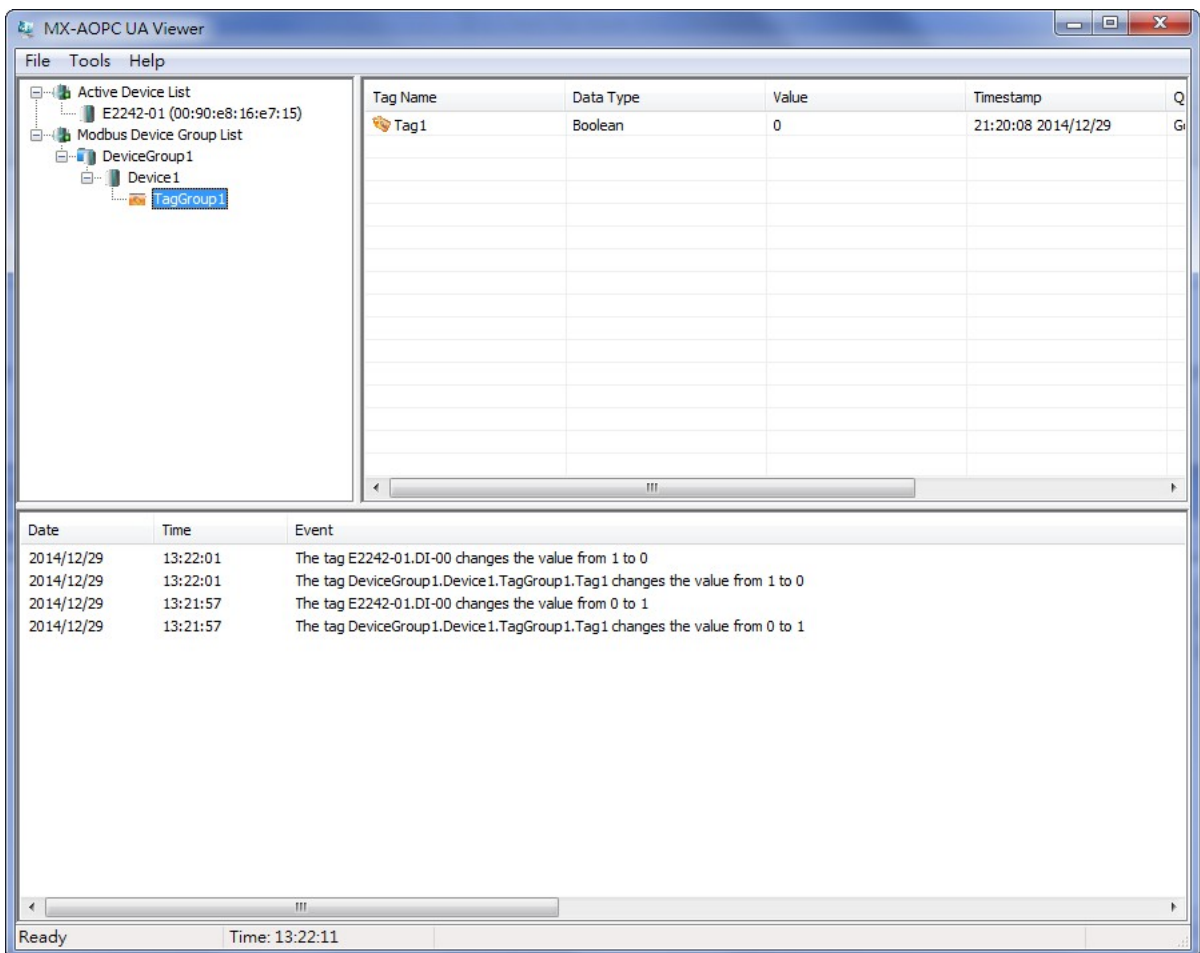 MX-AOPC UA Viewer
File Tools Help
Active Device List
E2242-01 (00:90:e8:16:e7:15)
Modbus Device Group List
DeviceGroup1
Device1
TagGroup1
Tag Name Data Type Value Timestamp Q
Tag1 Boolean 0 21:20:08 2014/12/29
Date Time Event
2014/12/29 13:22:01 The tag E2242-01.DI-00 changes the value from 1 to 0
2014/12/29 13:22:01 The tag DeviceGroup1.Device1.TagGroup1.Tag1 changes the value from 1 to 0
2014/12/29 13:21:57 The tag E2242-01.DI-00 changes the value from 0 to 1
2014/12/29 13:21:57 The tag DeviceGroup1.Device1.TagGroup1.Tag1 changes the value from 0 to 1
Ready Time: 13:22:11